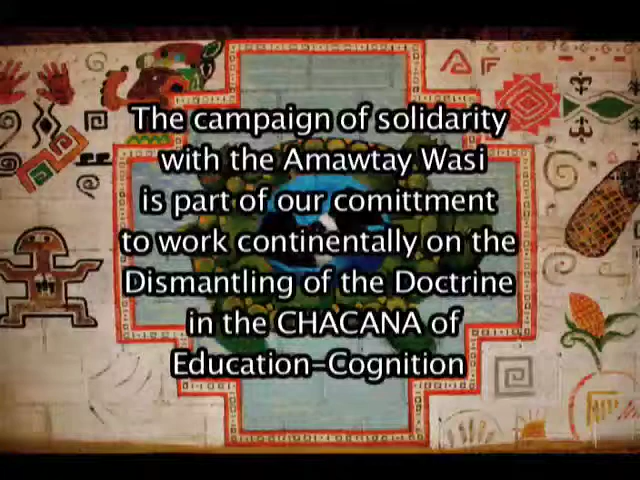 The campaign of solidarity
with the Amawtay Wasi
is part of our comittment
to work continentally on the
Dismantling of the Doctrine
in the CHACANA of
Education-Cognition